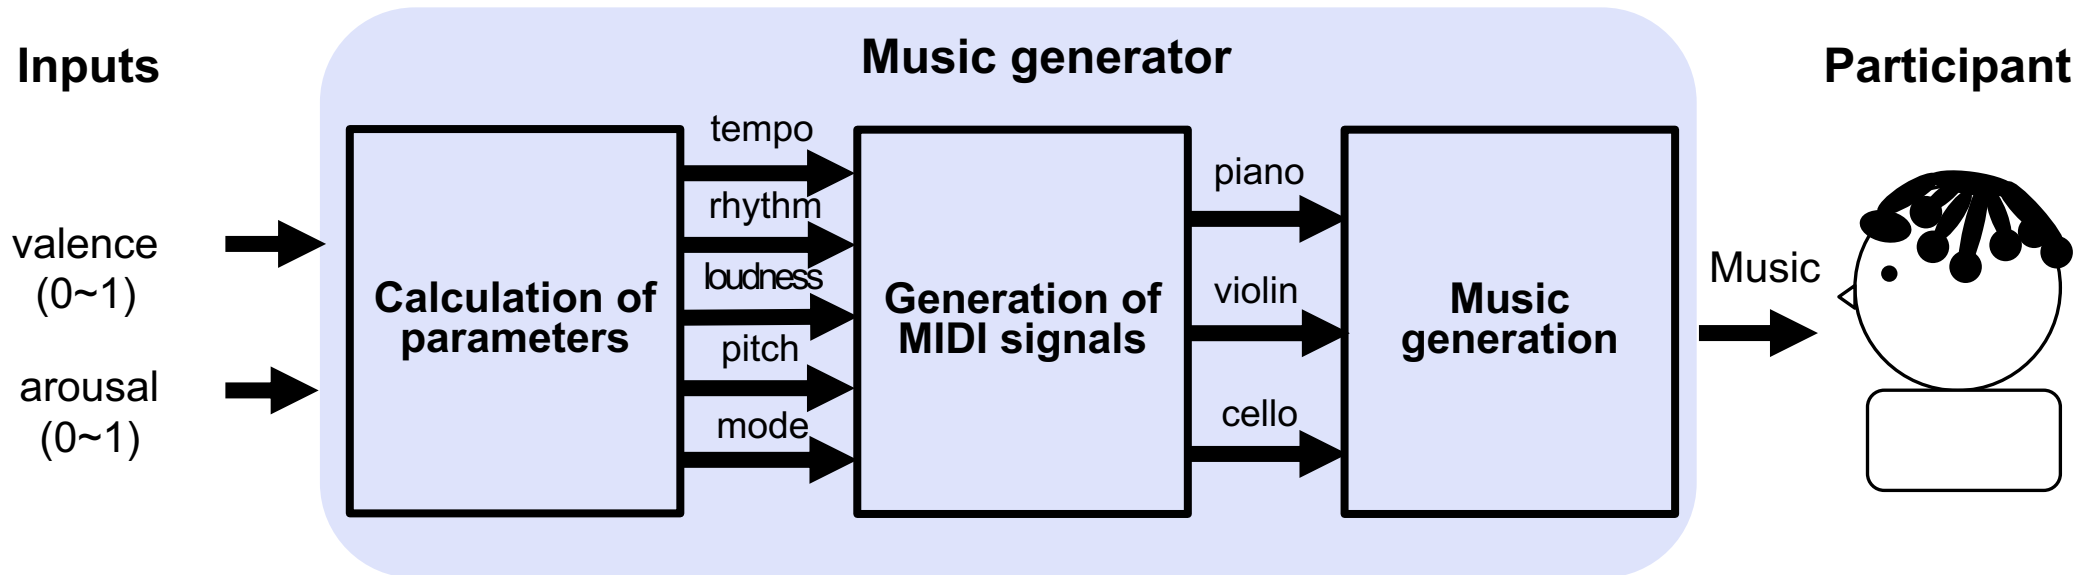 Inputs
Music generator
Participant
valence
(0~1)
arousal
(0~1)
Calculation of
parameters
tempo
rhythm
loudness
pitch
mode
Generation of
MIDI signals
piano
violin
cello
Music
generation
Music